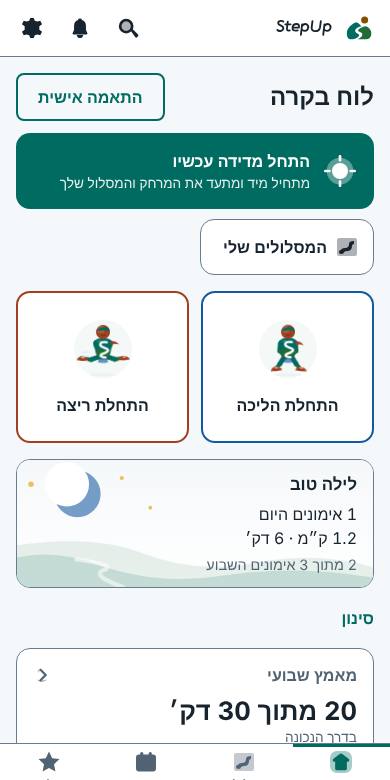 StepUp
לוח בקרה
התאמה אישית
התחל מדידה עכשיו
מתחיל מיד ומתעד את המרחק והמסלול שלך
המסלולים שלי
התחלת הליכה
התחלת ריצה
לילה טוב
1 אימונים היום
1.2 ק״מ · 6 דק׳
2 מתוך 3 אימונים השבוע
סינון
מאמץ שבועי
20 מתוך 30 דק׳
בדרך הנכונה